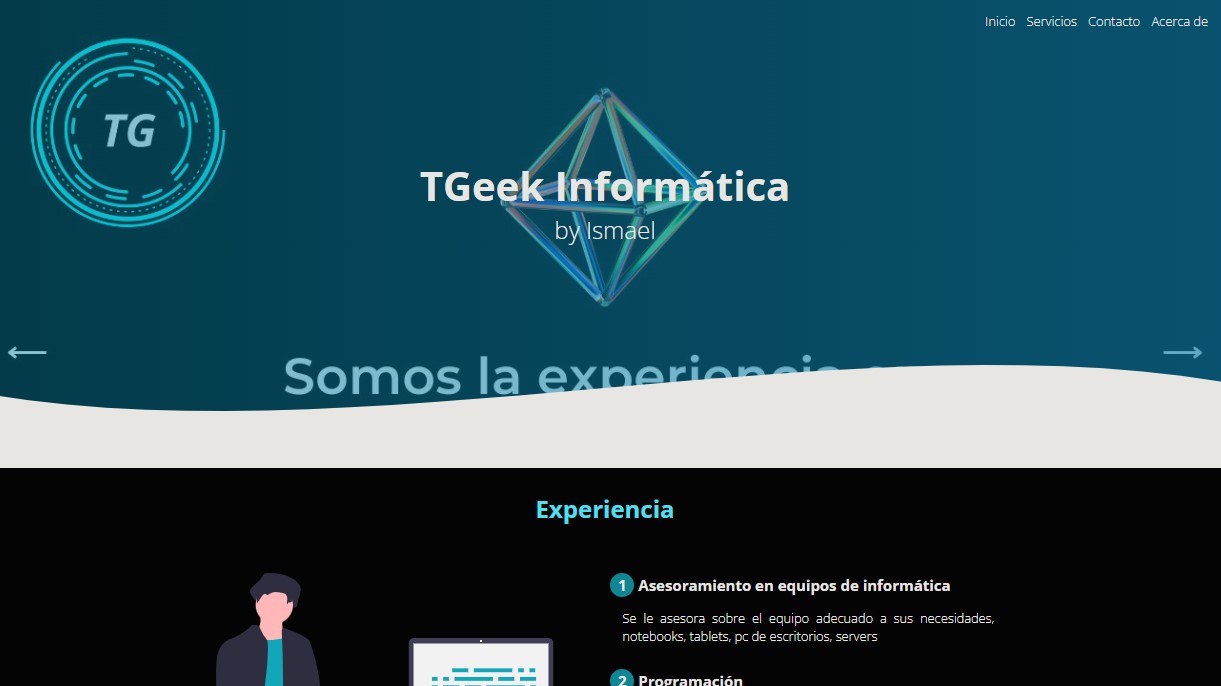 Inicio Servicios Contacto Acerca de
TG
TGeek Informática
by Ismael
Somos la experiencia
Experiencia
1 Asesoramiento en equipos de informática
Se le asesora sobre el equipo adecuado a sus necesidades,
notebooks, tablets, pc de escritorios, servers
2 Programación